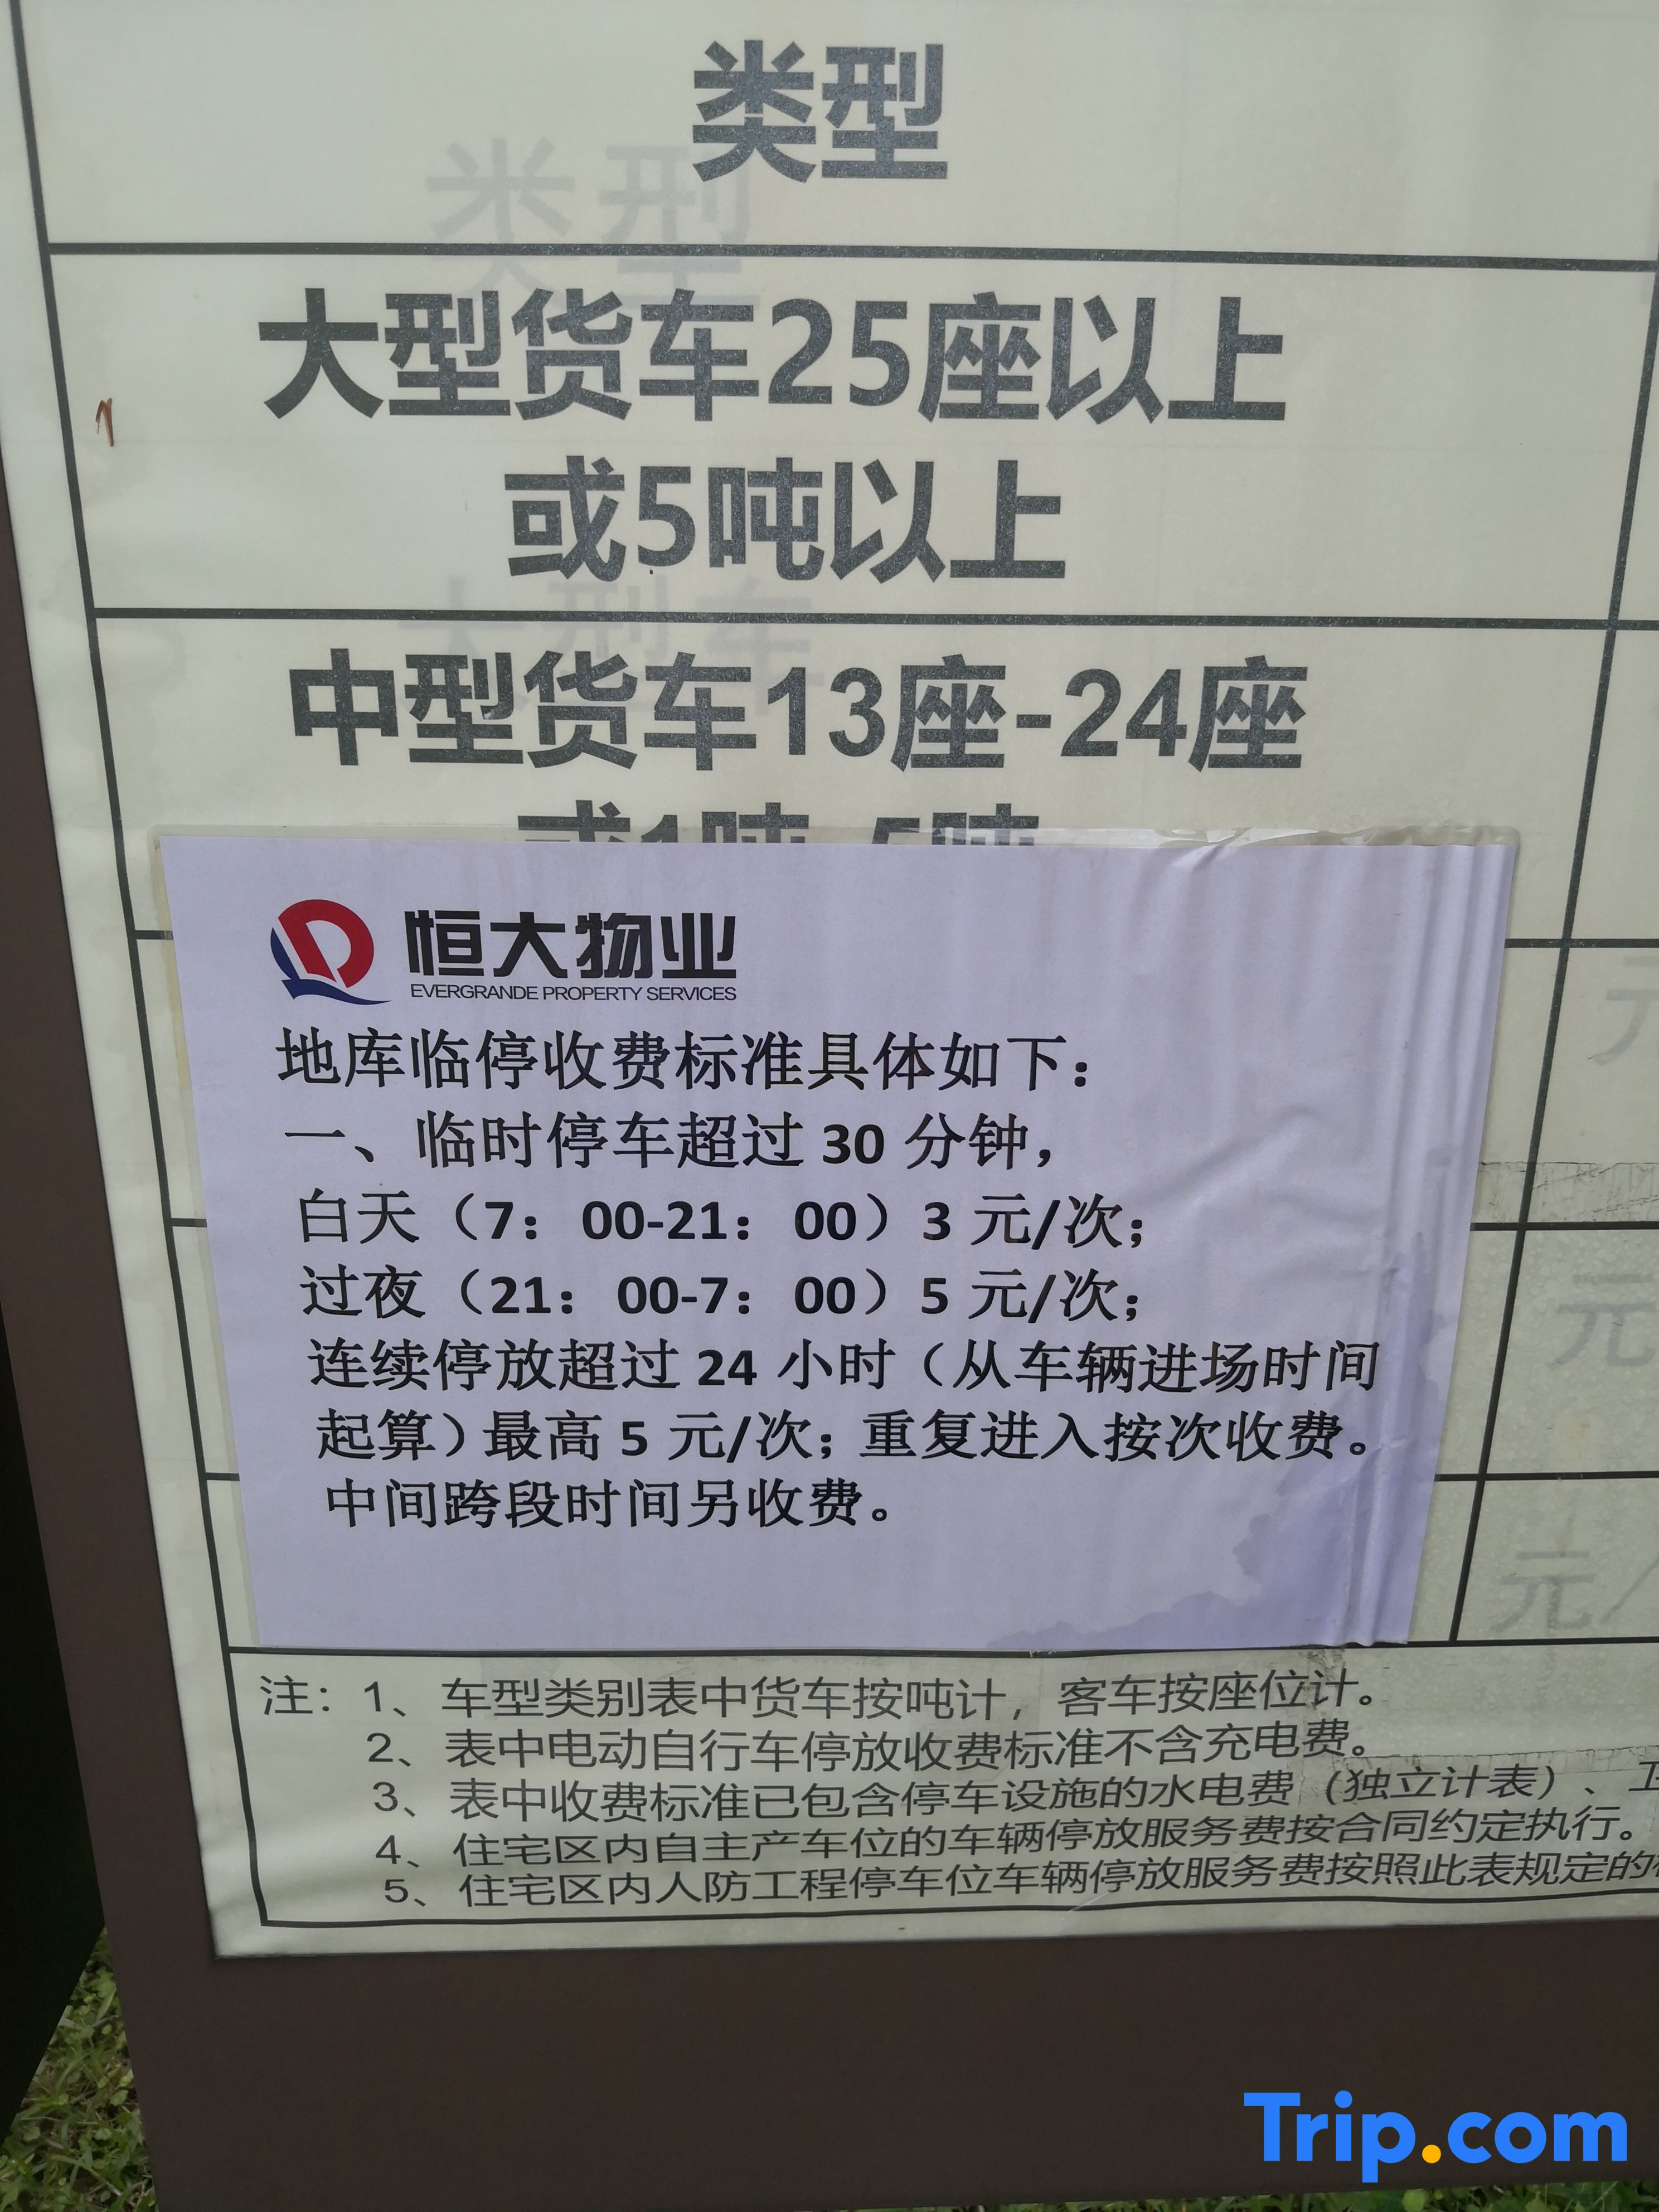 类型
大型货车25座以上
或5吨以上
中型货车13座-24座
或1吨-5吨
恒大物业
EVERGRANDE PROPERTY SERVICES
地库临停收费标准具体如下：
一、临时停车超过 30 分钟，
白天（7：00-21：00）3 元/次；
过夜（21：00-7：00）5 元/次；
连续停放超过 24 小时（从车辆进场时间
起算）最高 5 元/次；重复进入按次收费。
中间跨段时间另收费。
元
元
元/
注：1、车型类别表中货车按吨计，客车按座位计。
2、表中电动自行车停放收费标准不含充电费。
3、表中收费标准已包含停车设施的水电费（独立计表）、
4、住宅区内自主产车位的车辆停放服务费按合同约定执行。
5、住宅区内人防工程停车位车辆停放服务费按照此表规定的
Trip.com